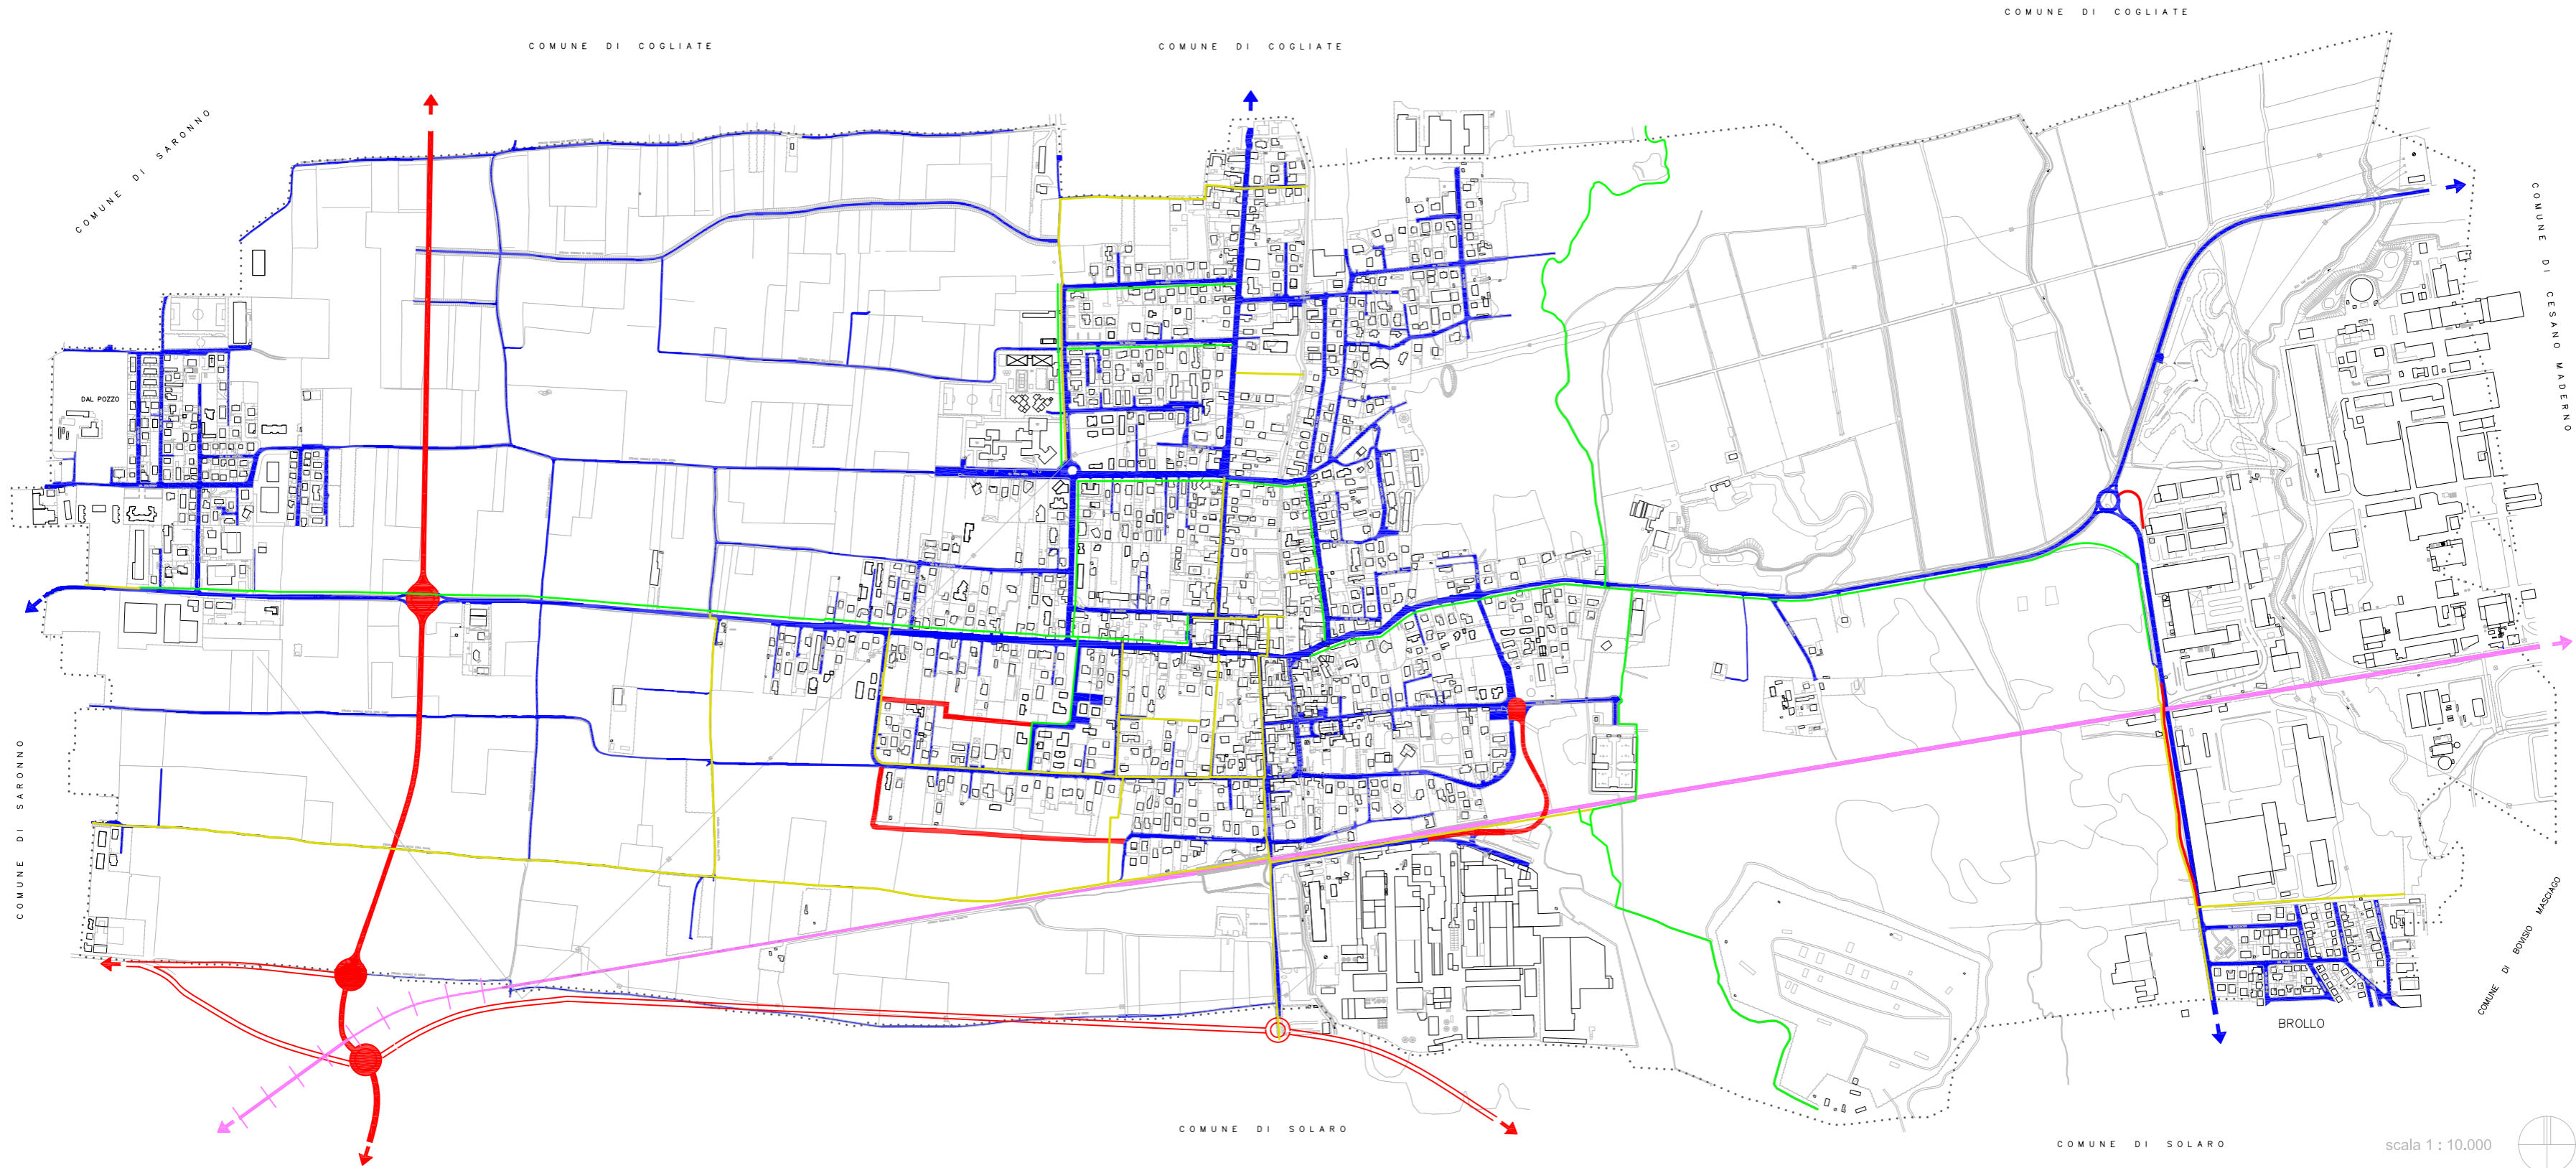 COMUNE DI COGLIATE
COMUNE DI COGLIATE
COMUNE DI COGLIATE
COMUNE DI SARONNO
COMUNE DI CESANO MADERNO
DAL POZZO
COMUNE DI SARONNO
COMUNE DI BOVISIO MASCIAGO
BROLLO
COMUNE DI SOLARO
COMUNE DI SOLARO
scala 1 : 10.000